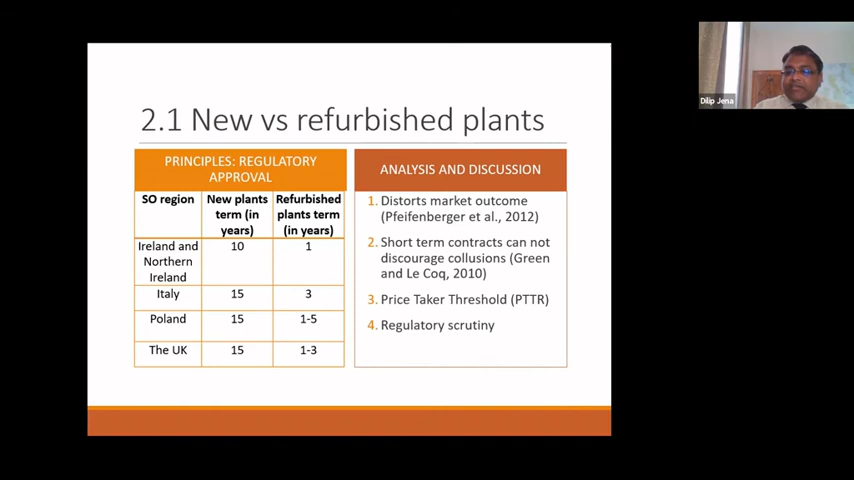 Dilip Jena
2.1 New vs refurbished plants
PRINCIPLES: REGULATORY
APPROVAL
SO region
New plants
term (in
years)
Refurbished
plants term
(in years)
Ireland and
Northern
Ireland
10
1
Italy
15
3
Poland
15
1-5
The UK
15
1-3
ANALYSIS AND DISCUSSION
1. Distorts market outcome
(Pfeifenberger et al., 2012)
2. Short term contracts can not
discourage collusions (Green
and Le Coq, 2010)
3. Price Taker Threshold (PTTR)
4. Regulatory scrutiny